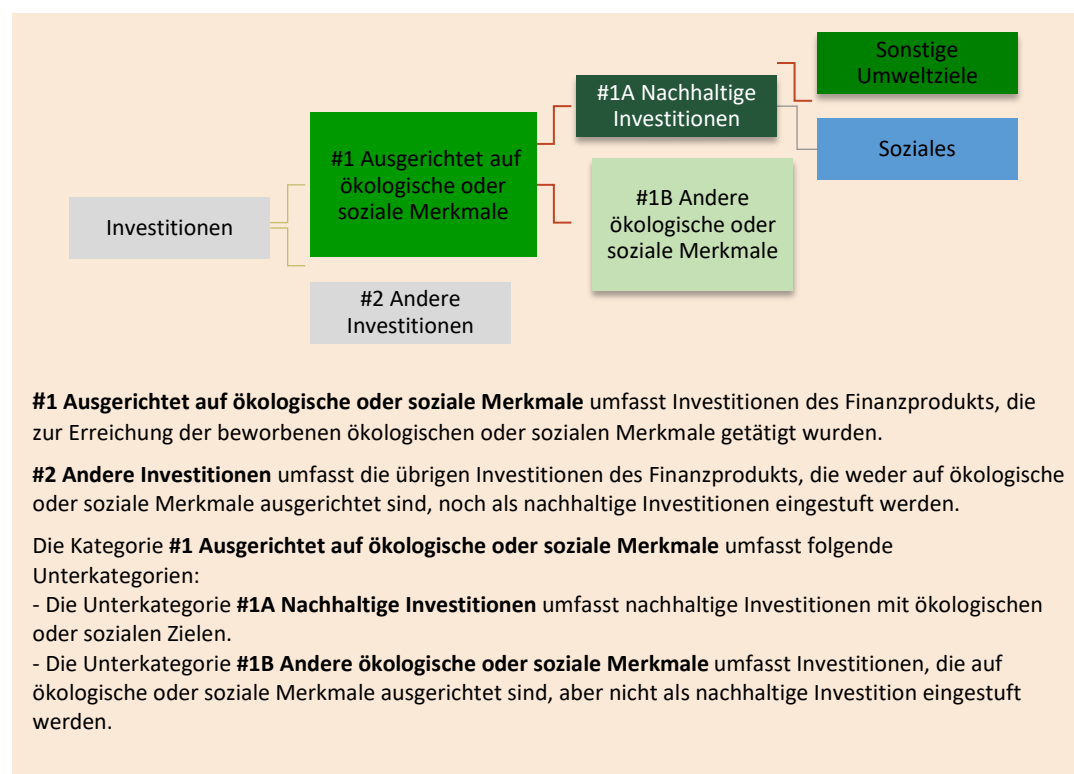 Sonstige
Umweltziele
#1A Nachhaltige
Investitionen
Soziales
#1 Ausgerichtet auf
ökologische oder
soziale Merkmale
#1B Andere
ökologische oder
soziale Merkmale
Investitionen
#2 Andere
Investitionen
#1 Ausgerichtet auf ökologische oder soziale Merkmale umfasst Investitionen des Finanzprodukts, die
zur Erreichung der beworbenen ökologischen oder sozialen Merkmale getätigt wurden.
#2 Andere Investitionen umfasst die übrigen Investitionen des Finanzprodukts, die weder auf ökologische
oder soziale Merkmale ausgerichtet sind, noch als nachhaltige Investitionen eingestuft werden.
Die Kategorie #1 Ausgerichtet auf ökologische oder soziale Merkmale umfasst folgende
Unterkategorien:
- Die Unterkategorie #1A Nachhaltige Investitionen umfasst nachhaltige Investitionen mit ökologischen
oder sozialen Zielen.
- Die Unterkategorie #1B Andere ökologische oder soziale Merkmale umfasst Investitionen, die auf
ökologische oder soziale Merkmale ausgerichtet sind, aber nicht als nachhaltige Investition eingestuft
werden.